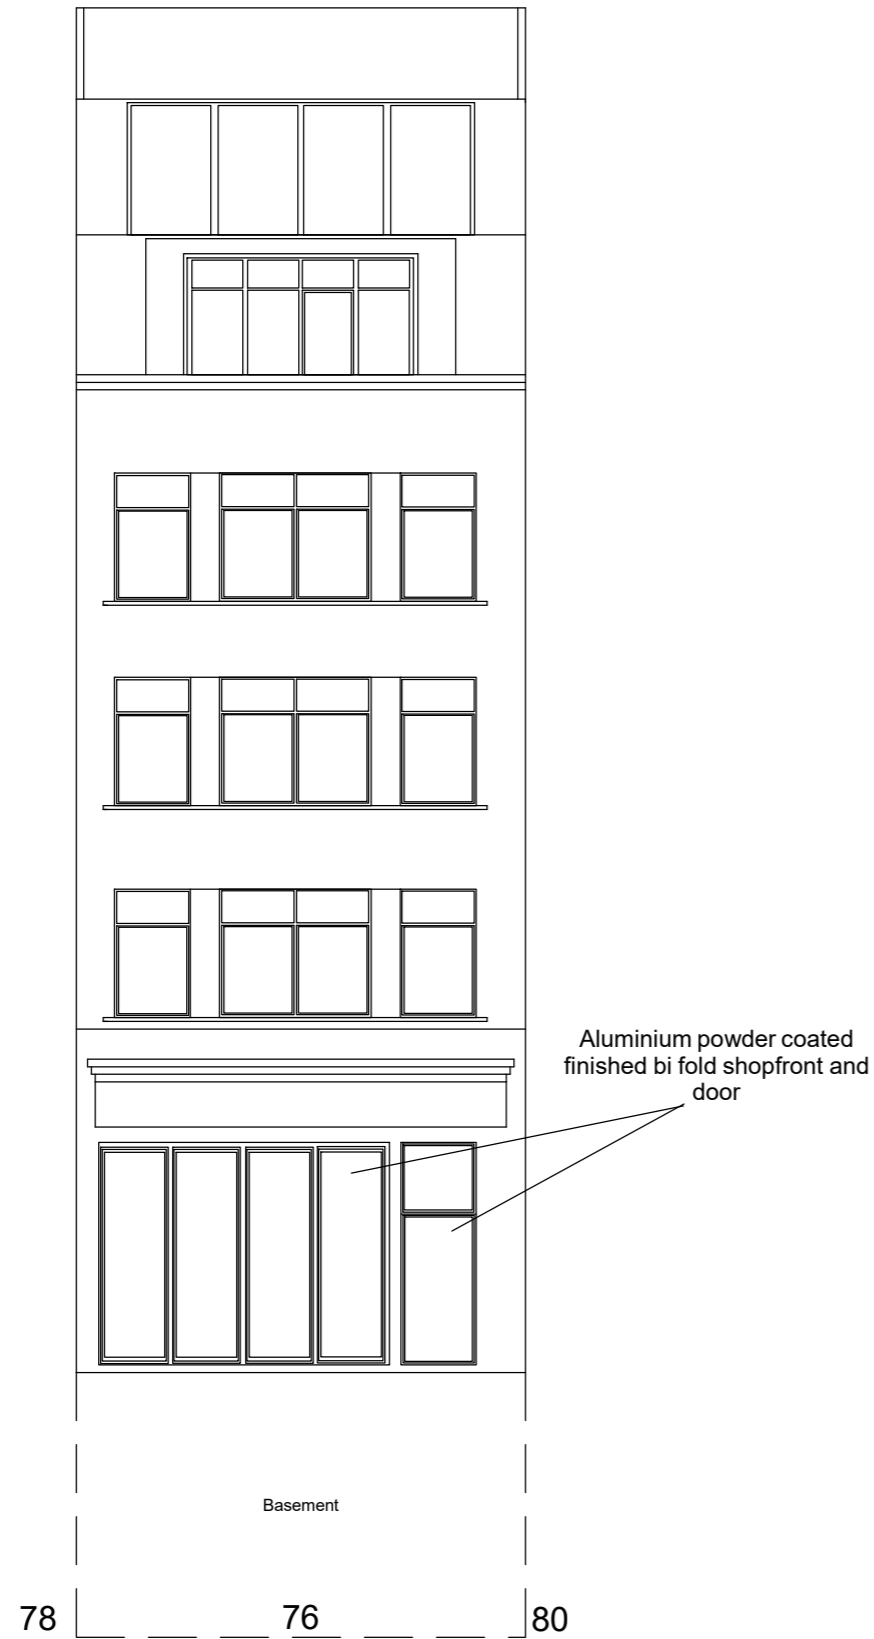 Aluminium powder coated
finished bi fold shopfront and
door
Basement
78
76
80